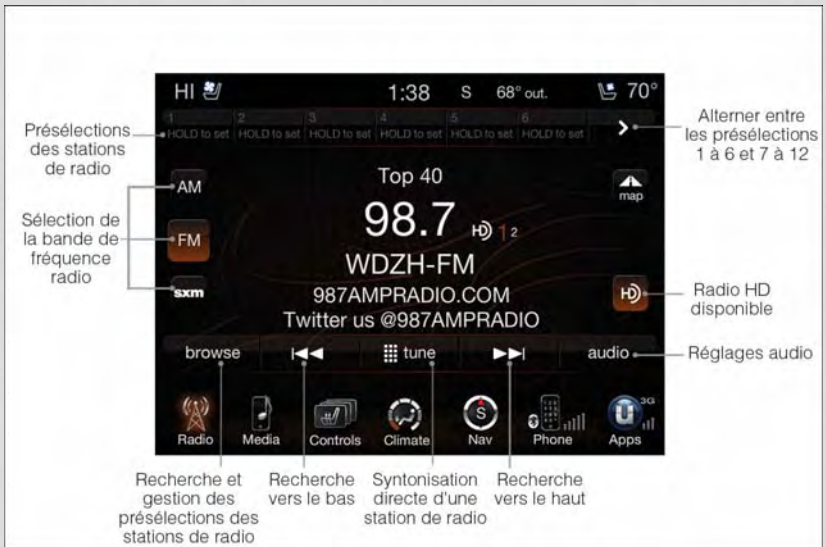 HI 1:38 S 68° out. 70°
1 2 3 4 5 6
HOLD to set HOLD to set HOLD to set HOLD to set HOLD to set HOLD to set
Présélections
des stations
de radio
Alterner entre
les présélections
1 à 6 et 7 à 12
AM
Top 40
map
Sélection de
la bande de
fréquence
radio
FM
98.7 HD 1 2
WDZH-FM
sxm
987AMPRADIO.COM
Twitter us @987AMPRADIO
HD
Radio HD
disponible
browse tune audio
Réglages audio
Radio Media Controls Climate S Nav Phone U 3G Apps
Recherche et
gestion des
présélections des
stations de radio
Recherche
vers le bas
Syntonisation
directe d'une
station de radio
Recherche
vers le haut